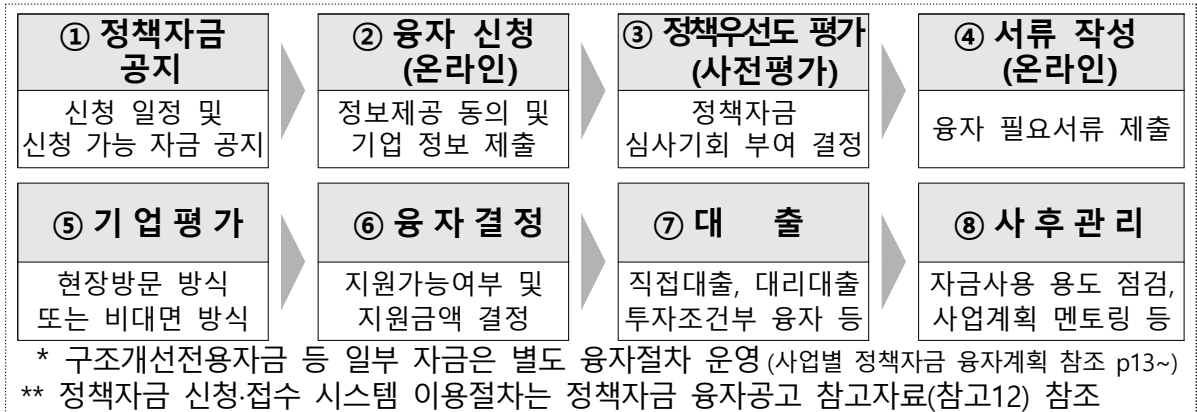 ① 정책자금
공지
신청 일정 및
신청 가능 자금 공지
② 융자 신청
(온라인)
정보제공 동의 및
기업 정보 제출
③ 정책우선도 평가
(사전평가)
정책자금
심사기회 부여 결정
④ 서류 작성
(온라인)
융자 필요서류 제출
⑤ 기 업 평 가
현장방문 방식
또는 비대면 방식
⑥ 융 자 결 정
지원가능여부 및
지원금액 결정
⑦ 대 출
직접대출, 대리대출
투자조건부 융자 등
⑧ 사 후 관 리
자금사용 용도 점검,
사업계획 멘토링 등
* 구조개선전용자금 등 일부 자금은 별도 융자절차 운영 (사업별 정책자금 융자계획 참조 p13~)
** 정책자금 신청·접수 시스템 이용절차는 정책자금 융자공고 참고자료(참고12) 참조